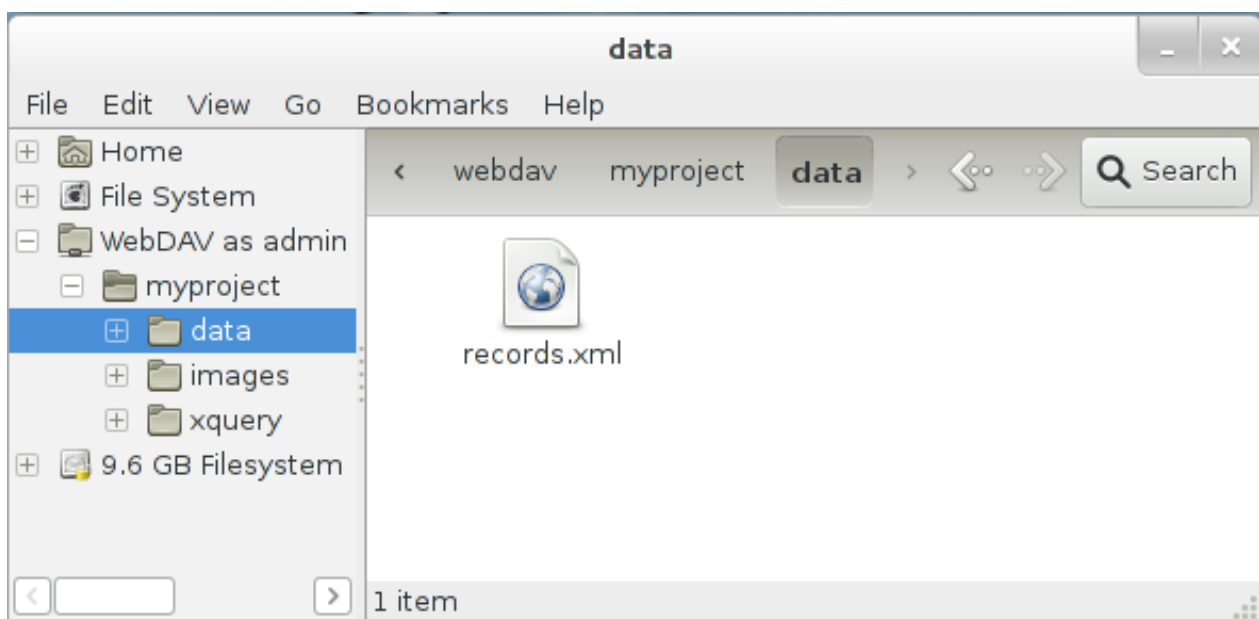 data
File Edit View Go Bookmarks Help
Home
File System
WebDAV as admin
myproject
data
images
xquery
9.6 GB Filesystem
webdav myproject data Search
records.xml
1 item